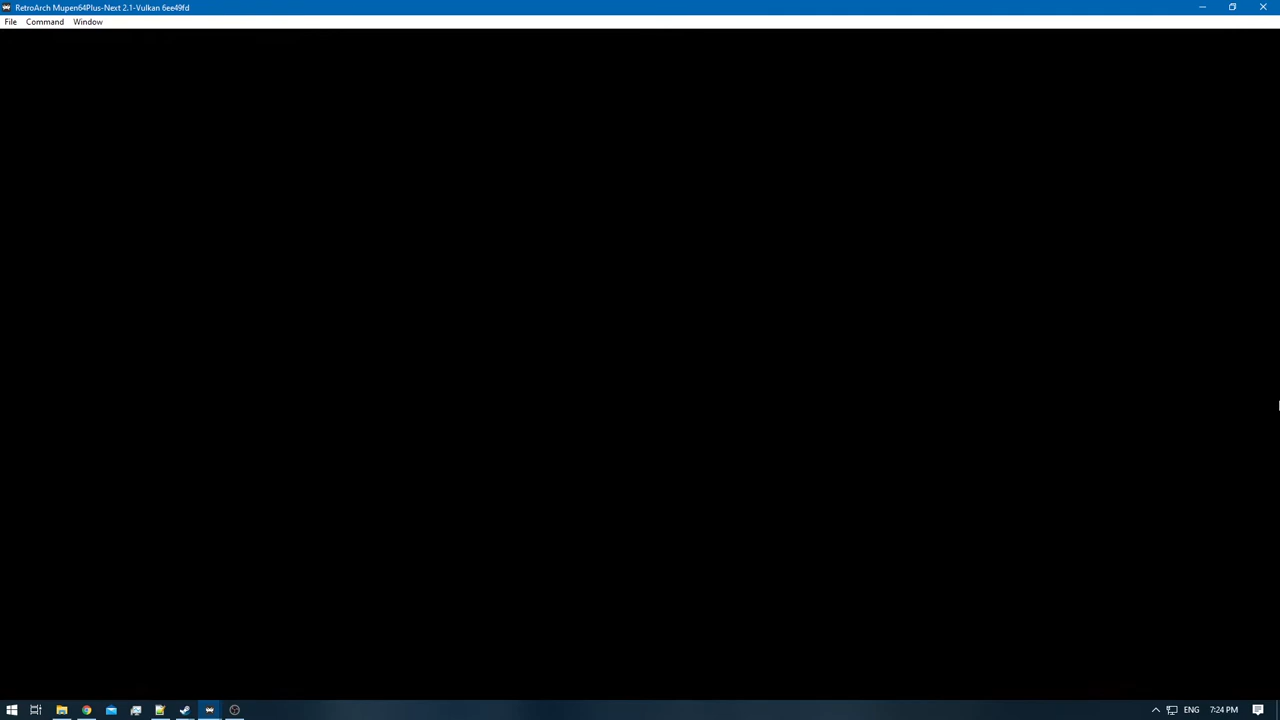 RetroArch Mupen64Plus-Next 2.1-Vulkan 6ee49fd
File Command Window
ENG 7:24 PM